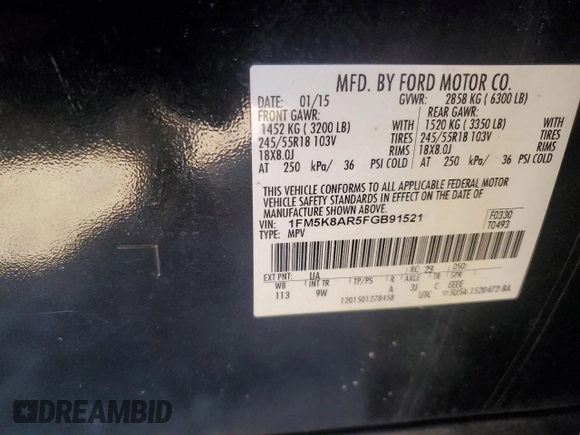 MFD. BY FORD MOTOR CO.
DATE: 01/15 GVWR: 2858 KG ( 6300 LB)
FRONT GAWR: REAR GAWR:
1452 KG ( 3200 LB) WITH 1520 KG ( 3350 LB) WITH
245/55R18 103V TIRES 245/55R18 103V TIRES
18X8.0J RIMS 18X8.0J RIMS
AT 250 kPa/ 36 PSI COLD AT 250 kPa/ 36 PSI COLD
THIS VEHICLE CONFORMS TO ALL APPLICABLE FEDERAL MOTOR
VEHICLE SAFETY STANDARDS IN EFFECT ON THE DATE OF
MANUFACTURE SHOWN ABOVE.
VIN: 1FM5K8AR5FGB91521 F0330
TYPE: MPV T0493
EXT PNT: UA RC: 29 DSO:
WB INT TR TP/PS R AXLE TR SPR
113 9W A 3J C EEEE
1201501278458 UTC
DREAMBID